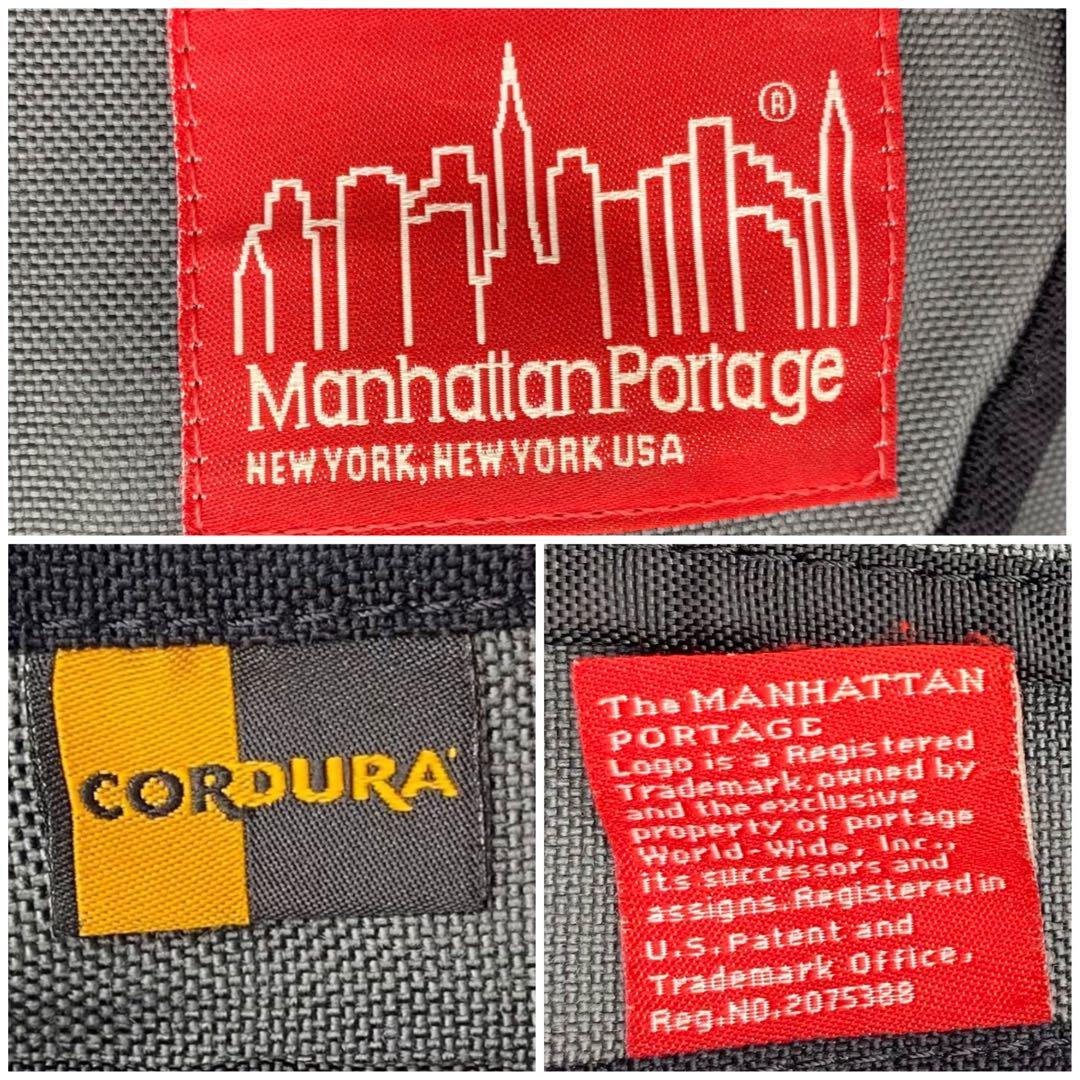 ®
ManhattanPortage
NEW YORK, NEW YORK USA
CORDURA
The MANHATTAN
PORTAGE
Logo is a Registered
Trademark, owned by
and the exclusive
property of portage
World-Wide, Inc.,
its successors and
assigns. Registered in
U.S. Patent and
Trademark Office,
Reg.NO.2075388